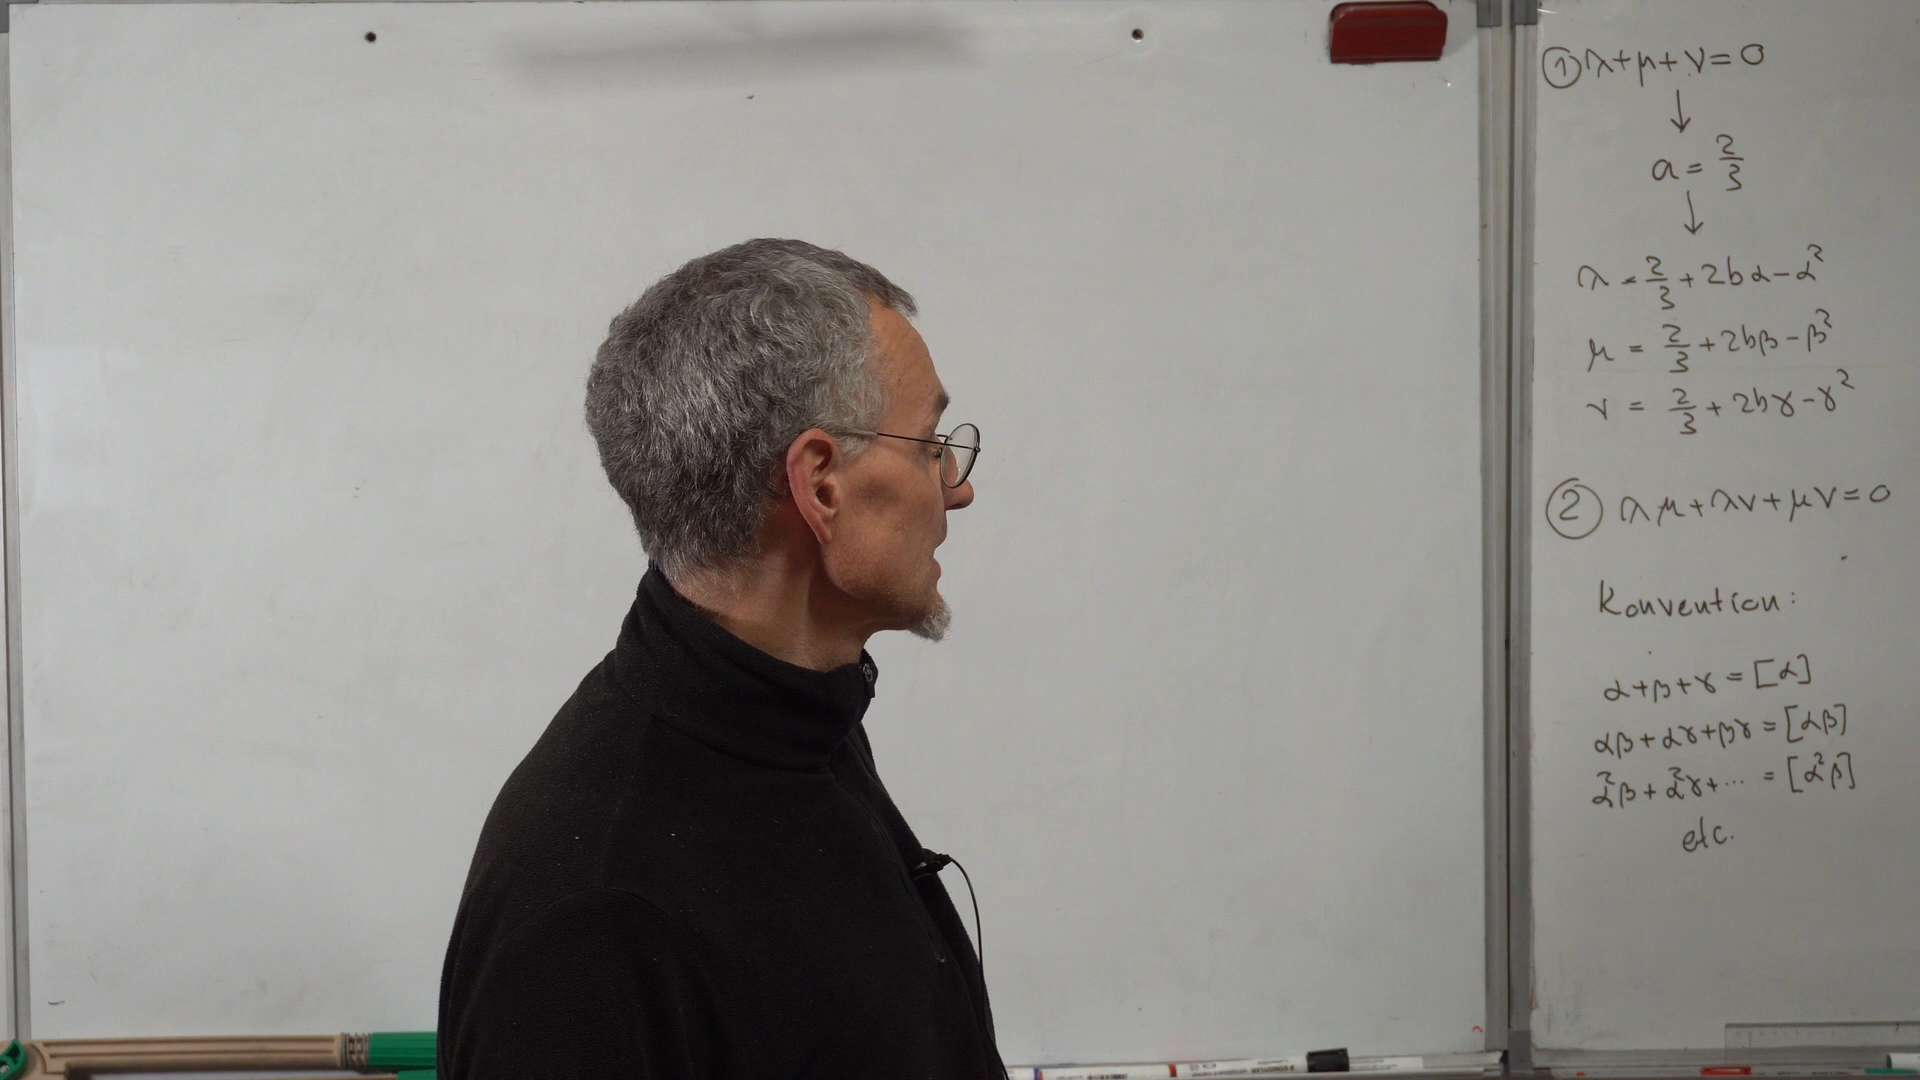 ① λ+μ+ν=0
↓
a = 2/3
↓
λ = 2/3 + 2bα - α²
μ = 2/3 + 2bβ - β²
ν = 2/3 + 2bγ - γ²
② λμ+λν+μν=0
Konvention:
α+β+γ = [α]
αβ+αγ+βγ = [αβ]
α²β + α²γ + ... = [α²β]
etc.